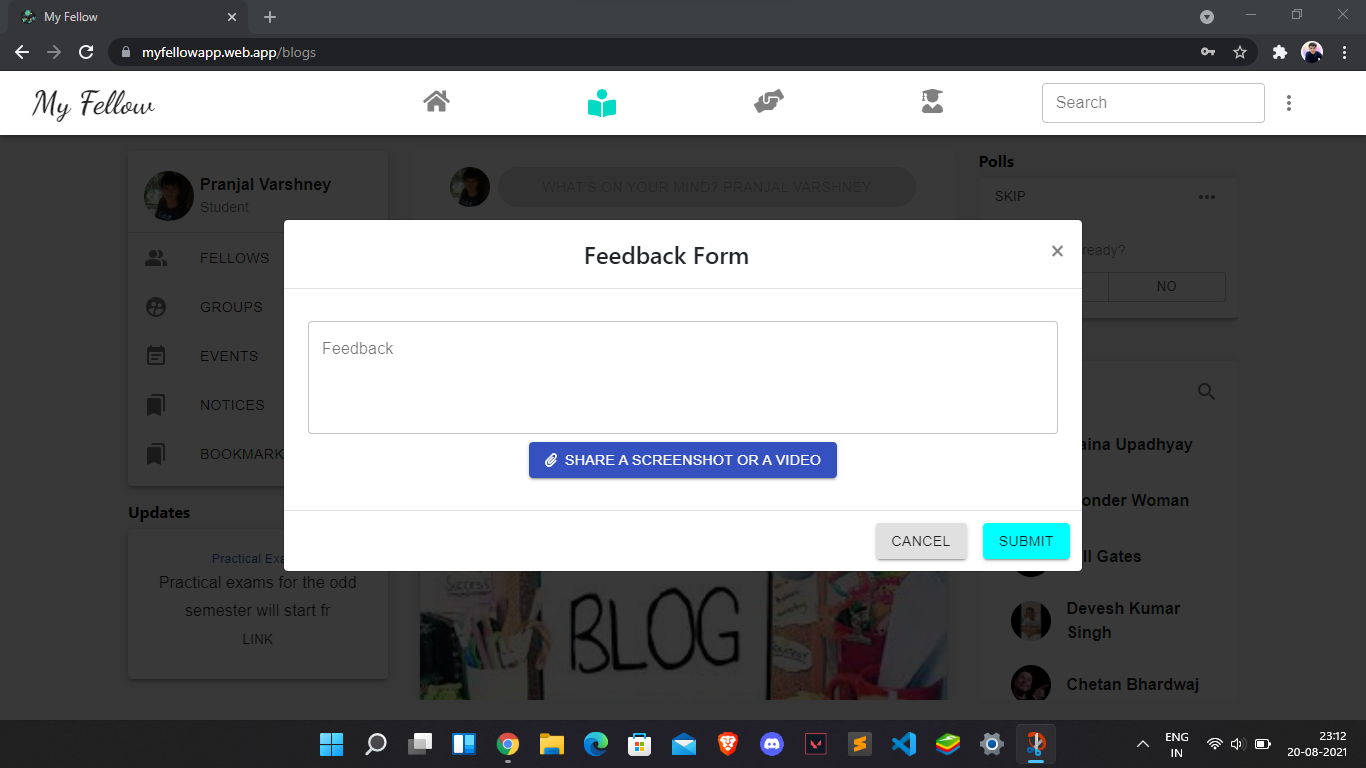 My Fellow
myfellowapp.web.app/blogs
My Fellow
Search
Pranjal Varshney
Student
FELLOWS
GROUPS
EVENTS
NOTICES
BOOKMARK
Updates
Practical Exa
Practical exams for the odd
semester will start fr
LINK
WHAT'S ON YOUR MIND? PRANJAL VARSHNEY
Feedback Form
Feedback
SHARE A SCREENSHOT OR A VIDEO
CANCEL
SUBMIT
Success
BLOG
Polls
SKIP
ready?
NO
aina Upadhyay
onder Woman
ll Gates
Devesh Kumar
Singh
Chetan Bhardwaj
ENG
IN
23:12
20-08-2021